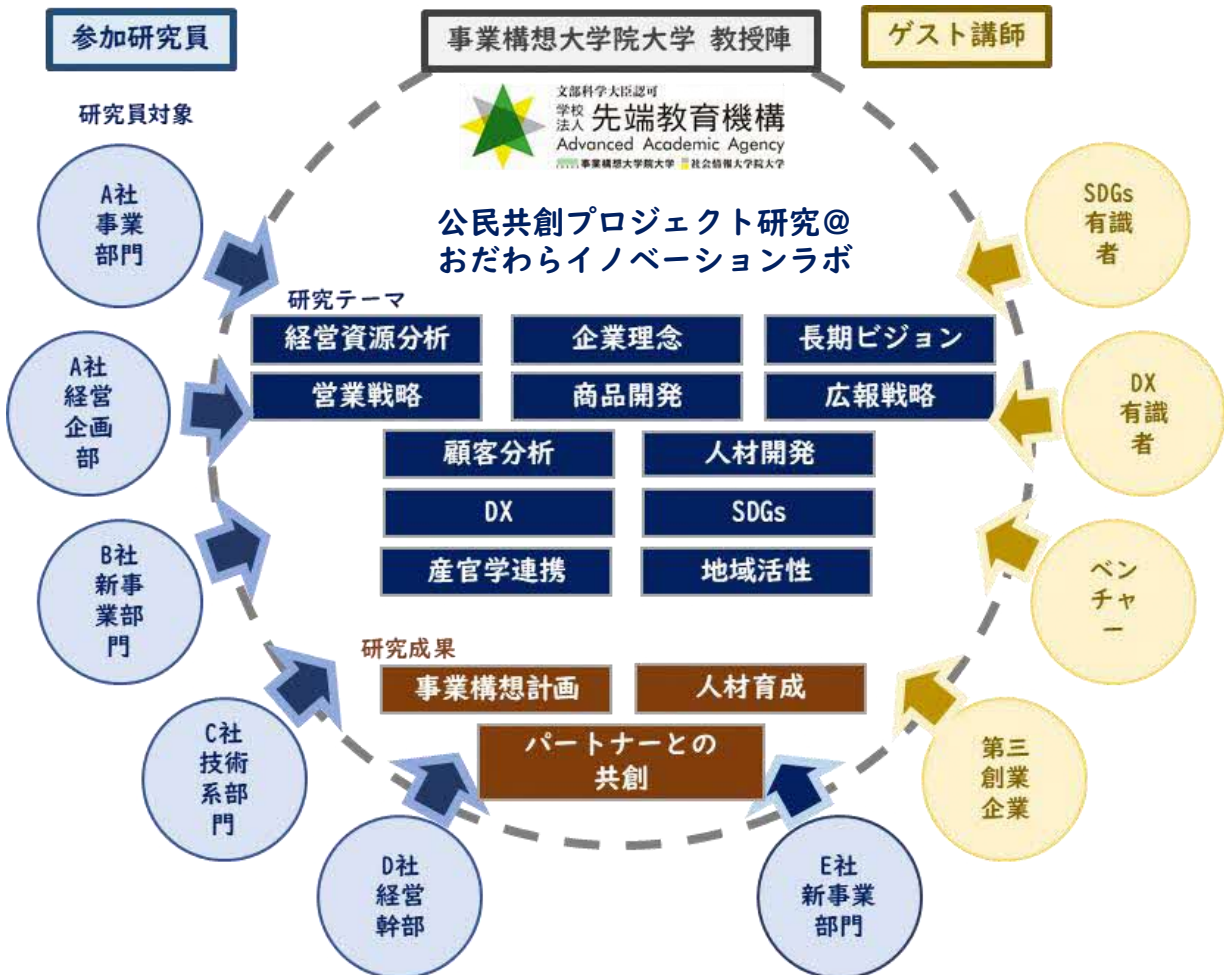 参加研究員
事業構想大学院大学 教授陣
ゲスト講師
研究員対象
文部科学大臣認可
学校
法人
先端教育機構
Advanced Academic Agency
事業構想大学院大学
社会情報大学院大学
公民共創プロジェクト研究@
おだわらイノベーションラボ
A社
事業
部門
A社
経営
企画
部
B社
新事
業部
門
C社
技術
系部
門
D社
経営
幹部
E社
新事業
部門
研究テーマ
経営資源分析
企業理念
長期ビジョン
営業戦略
商品開発
広報戦略
顧客分析
人材開発
DX
SDGs
産官学連携
地域活性
研究成果
事業構想計画
人材育成
パートナーとの
共創
SDGs
有識
者
DX
有識
者
ベン
チャ
ー
第三
創業
企業